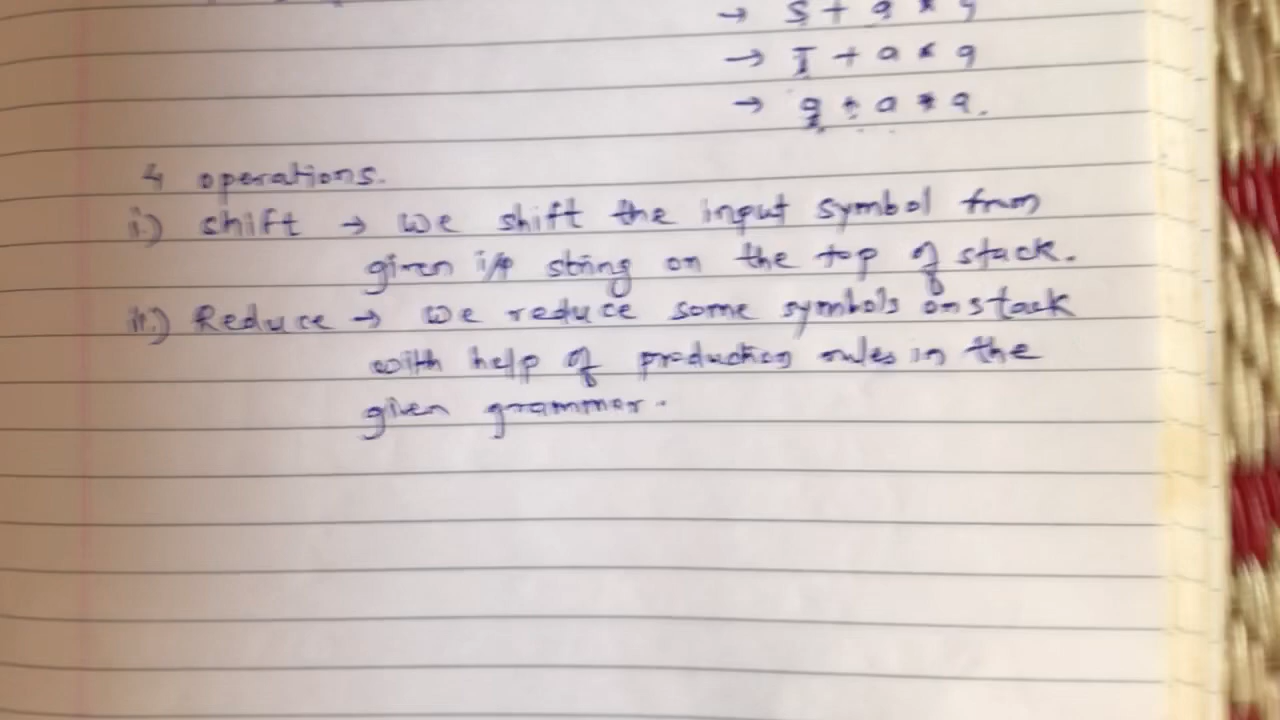 → S + a * a
→ I + a * a
→ a + a * a.
4 operations.
i.) shift → we shift the input symbol from
given i/p string on the top of stack.
ii.) Reduce → we reduce some symbols on stack
with help of production rules in the
given grammer.